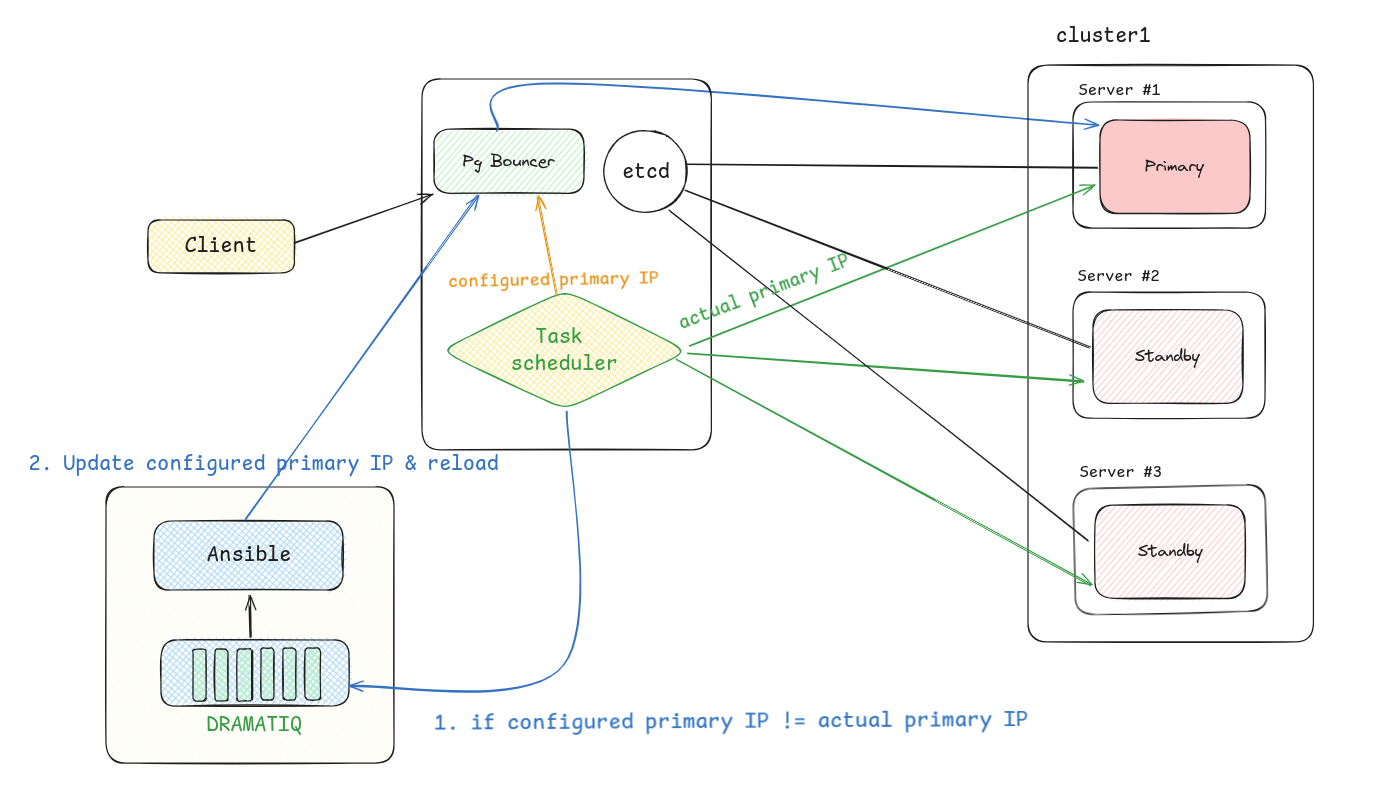 cluster1
Server #1
Pg Bouncer
etcd
Primary
Client
configured primary IP
actual primary IP
Server #2
Task
scheduler
Standby
2. Update configured primary IP & reload
Server #3
Ansible
Standby
DRAMATIQ
1. if configured primary IP != actual primary IP